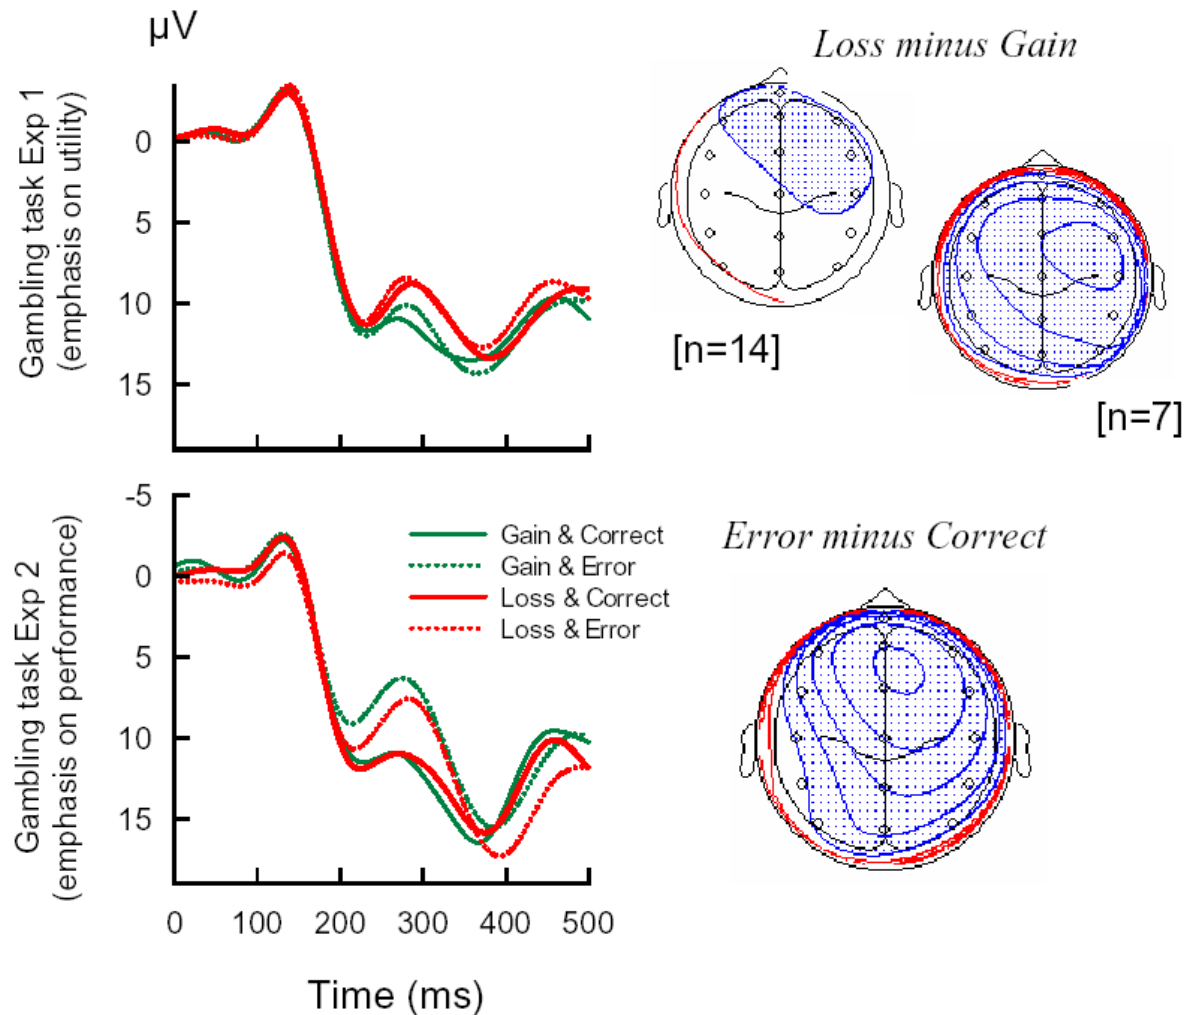 µV
Loss minus Gain
Gambling task Exp 1
(emphasis on utility)
0
5
10
15
[n=14]
[n=7]
Gambling task Exp 2
(emphasis on performance)
-5
0
5
10
15
Gain & Correct
Gain & Error
Loss & Correct
Loss & Error
Error minus Correct
0 100 200 300 400 500
Time (ms)